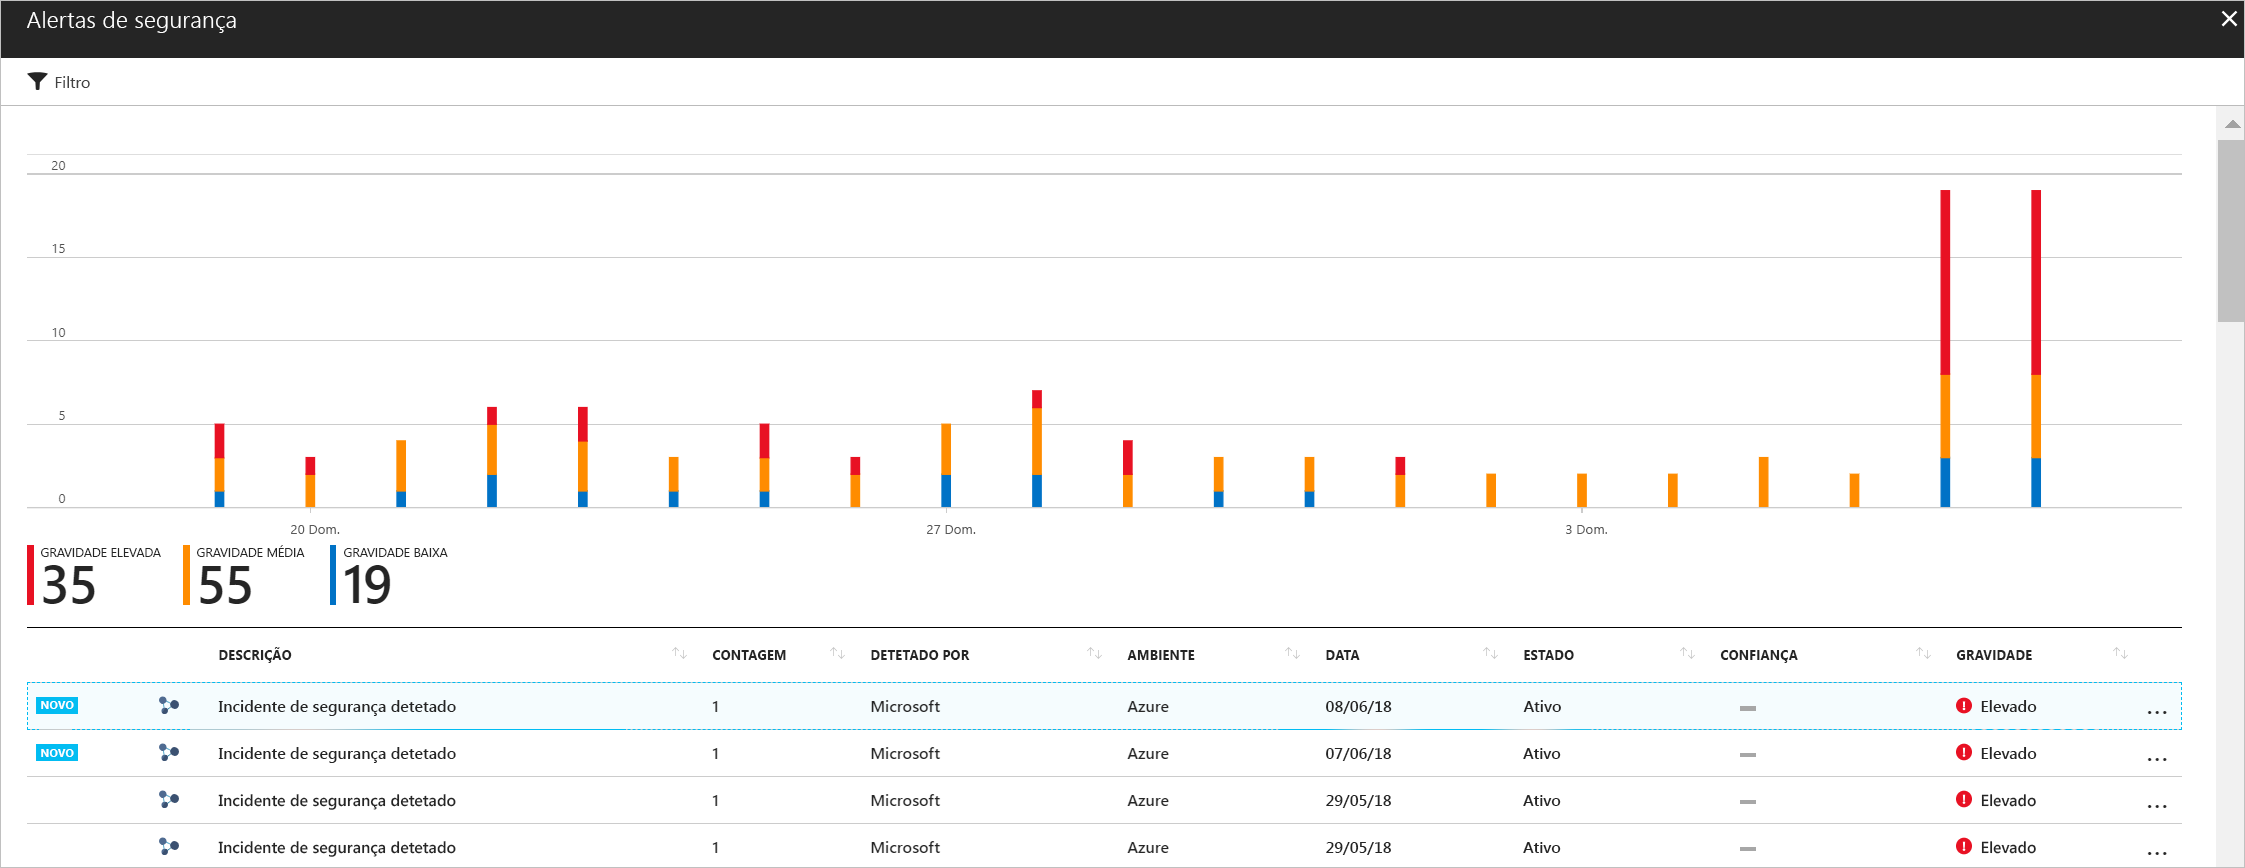 Alertas de segurança
Filtro
20
15
10
5
0
20 Dom. 27 Dom. 3 Dom.
GRAVIDADE ELEVADA GRAVIDADE MÉDIA GRAVIDADE BAIXA
35 55 19
DESCRIÇÃO CONTAGEM DETETADO POR AMBIENTE DATA ESTADO CONFIANÇA GRAVIDADE
NOVO Incidente de segurança detetado 1 Microsoft Azure 08/06/18 Ativo Elevado ...
NOVO Incidente de segurança detetado 1 Microsoft Azure 07/06/18 Ativo Elevado ...
Incidente de segurança detetado 1 Microsoft Azure 29/05/18 Ativo Elevado ...
Incidente de segurança detetado 1 Microsoft Azure 29/05/18 Ativo Elevado ...